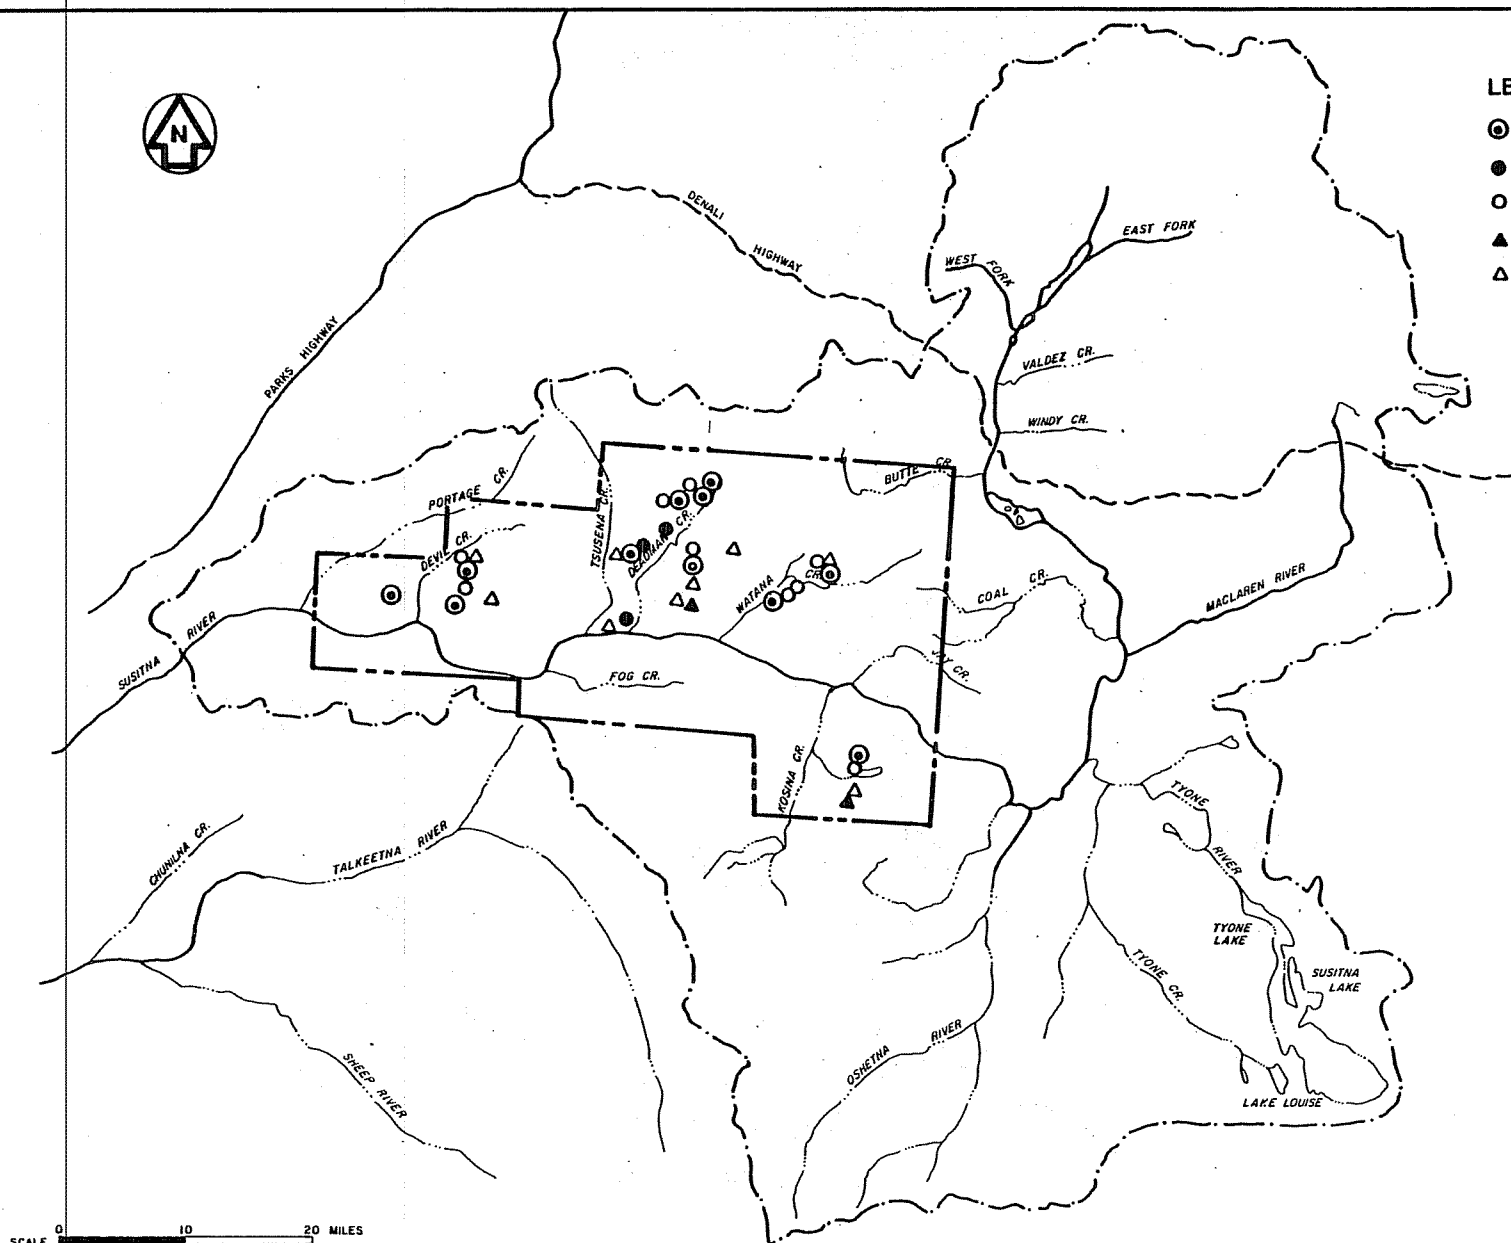 LE
N
DENALI
HIGHWAY
EAST FORK
WEST FORK
PARKS HIGHWAY
VALDEZ CR.
WINDY CR.
BUTTE CR.
PORTAGE CR.
TSUSENA CR.
DEVIL CR.
DEADMAN CR.
WATANA CR.
COAL CR.
MACLAREN RIVER
SUSITNA RIVER
FOG CR.
JAY CR.
KOSINA CR.
TYONE RIVER
CHUNILNA CR.
TALKEETNA RIVER
TYONE
LAKE
SUSITNA
LAKE
TYONE CR.
OSHETNA RIVER
SHEEP RIVER
LAKE LOUISE
0 10 20 MILES
SCALE